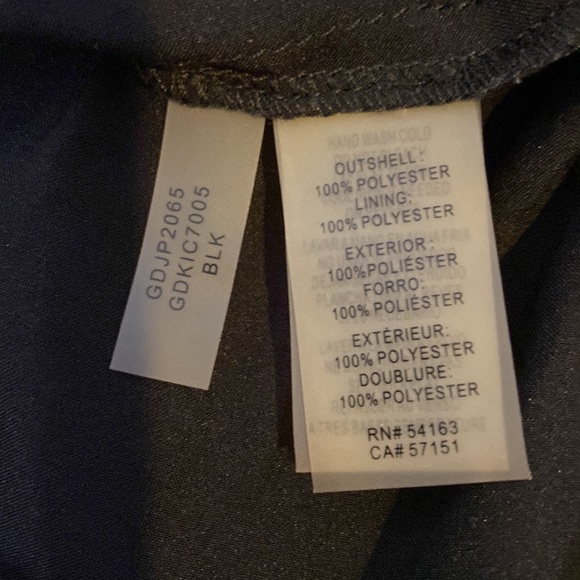 GDJP2065
GDKIC7005
BLK
HAND WASH COLD
OUTSHELL:
100% POLYESTER
LINING:
100% POLYESTER
EXTERIOR:
100%POLIÉSTER
FORRO:
100% POLIÉSTER
EXTÉRIEUR:
100% POLYESTER
DOUBLURE:
100% POLYESTER
RN# 54163
CA# 57151